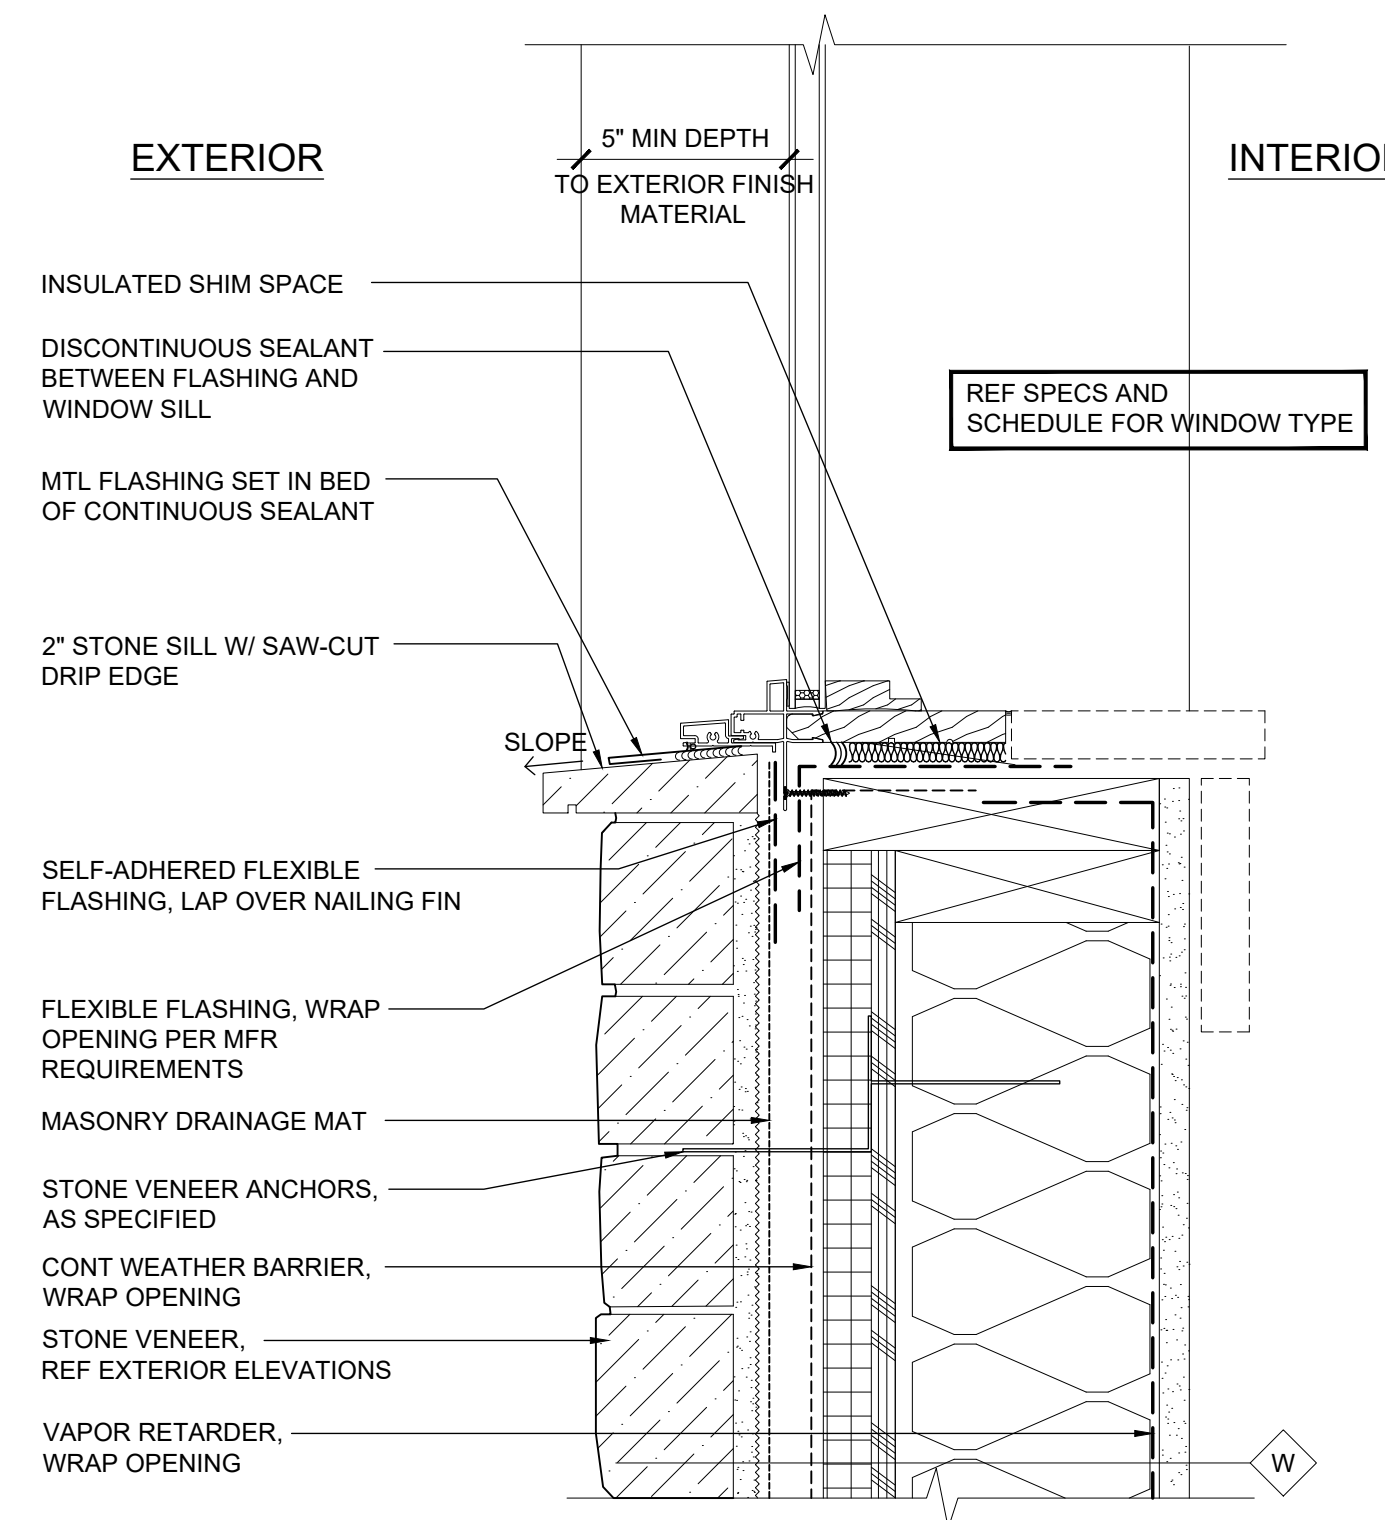 EXTERIOR
5" MIN DEPTH
TO EXTERIOR FINISH
MATERIAL
INTERIOR
INSULATED SHIM SPACE
DISCONTINUOUS SEALANT
BETWEEN FLASHING AND
WINDOW SILL
REF SPECS AND
SCHEDULE FOR WINDOW TYPE
MTL FLASHING SET IN BED
OF CONTINUOUS SEALANT
2" STONE SILL W/ SAW-CUT
DRIP EDGE
SLOPE
SELF-ADHERED FLEXIBLE
FLASHING, LAP OVER NAILING FIN
FLEXIBLE FLASHING, WRAP
OPENING PER MFR
REQUIREMENTS
MASONRY DRAINAGE MAT
STONE VENEER ANCHORS,
AS SPECIFIED
CONT WEATHER BARRIER,
WRAP OPENING
STONE VENEER,
REF EXTERIOR ELEVATIONS
VAPOR RETARDER,
WRAP OPENING
W